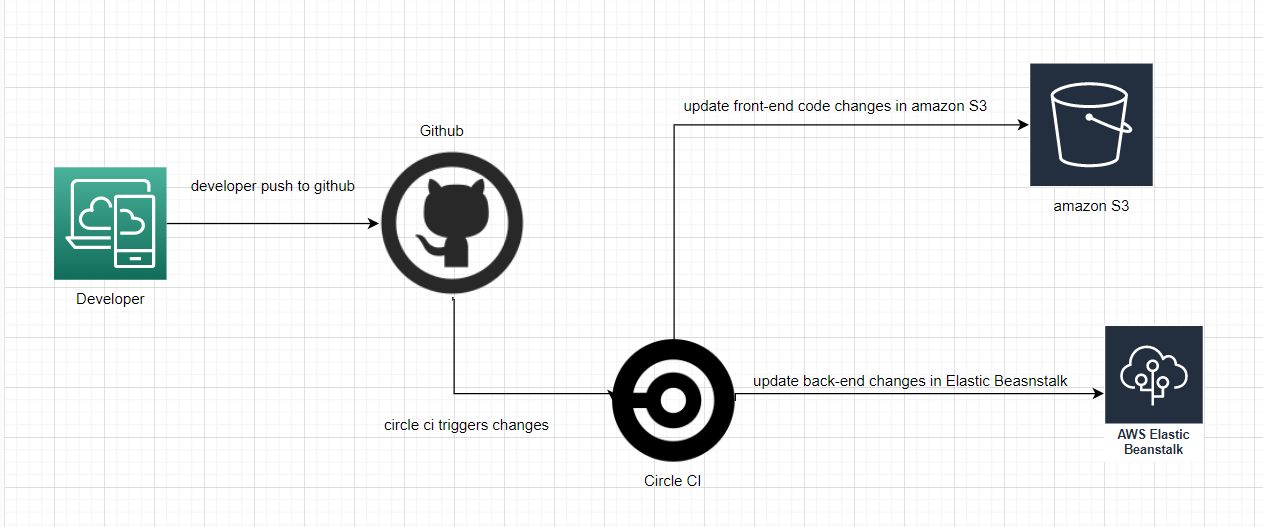 update front-end code changes in amazon S3
Github
developer push to github
amazon S3
Developer
update back-end changes in Elastic Beasnstalk
circle ci triggers changes
AWS Elastic
Beanstalk
Circle CI